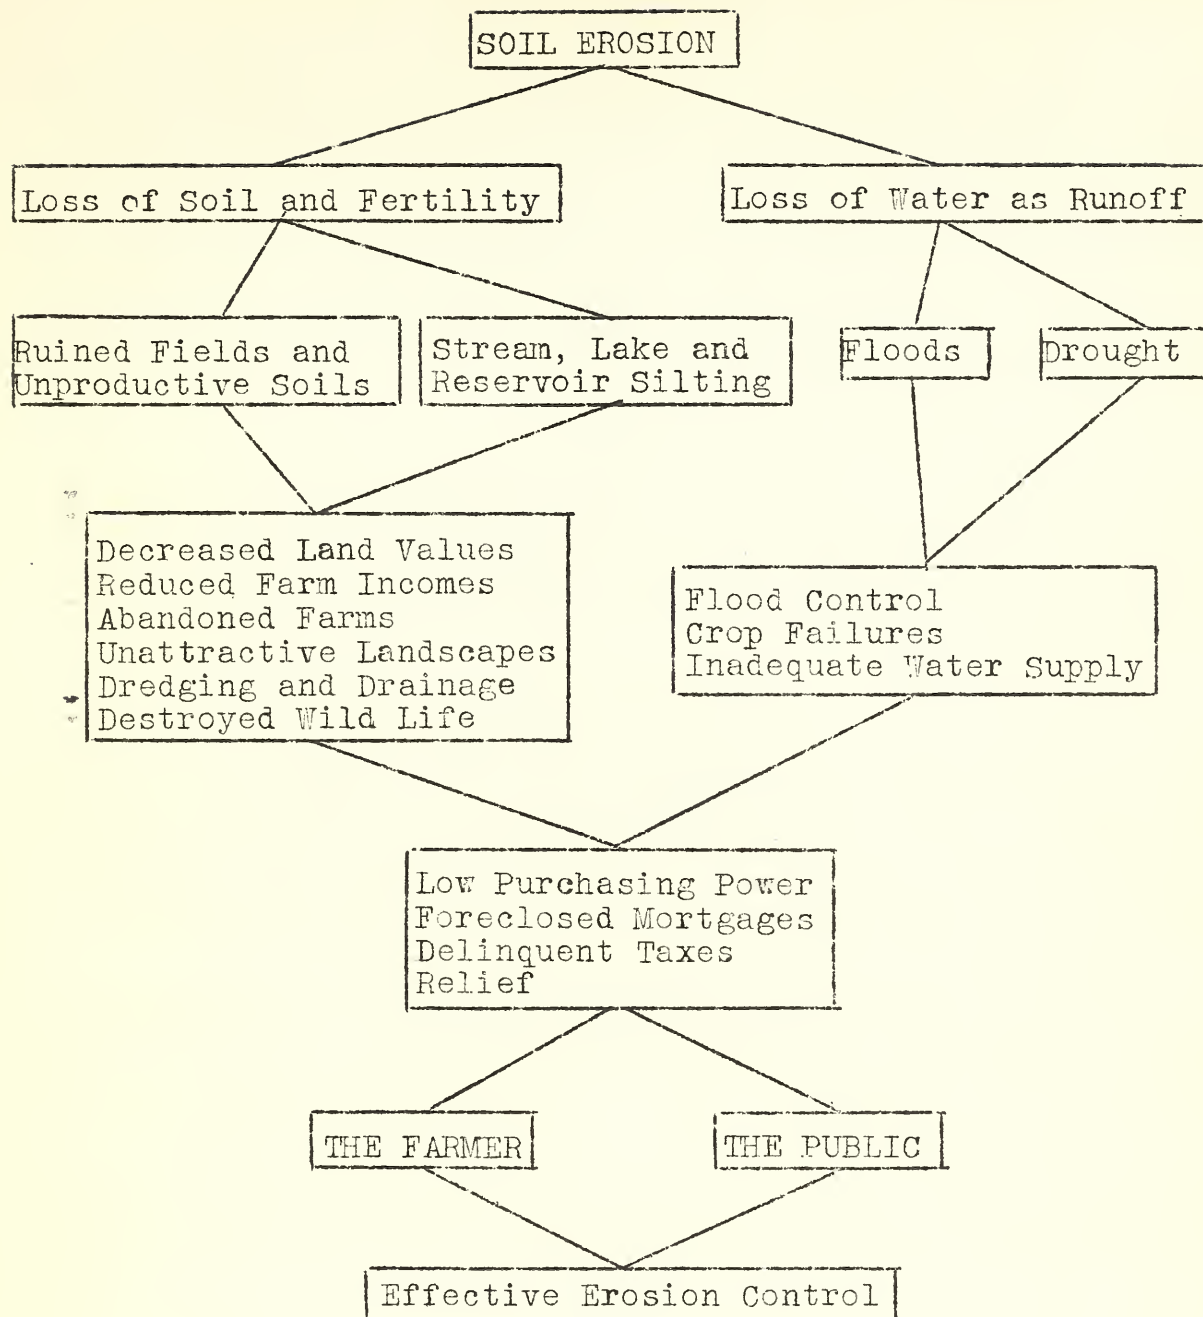 SOIL EROSION
Loss of Soil and Fertility
Loss of Water as Runoff
Ruined Fields and
Unproductive Soils
Stream, Lake and
Reservoir Silting
Floods
Drought
Decreased Land Values
Reduced Farm Incomes
Abandoned Farms
Unattractive Landscapes
Dredging and Drainage
Destroyed Wild Life
Flood Control
Crop Failures
Inadequate Water Supply
Low Purchasing Power
Foreclosed Mortgages
Delinquent Taxes
Relief
THE FARMER
THE PUBLIC
Effective Erosion Control